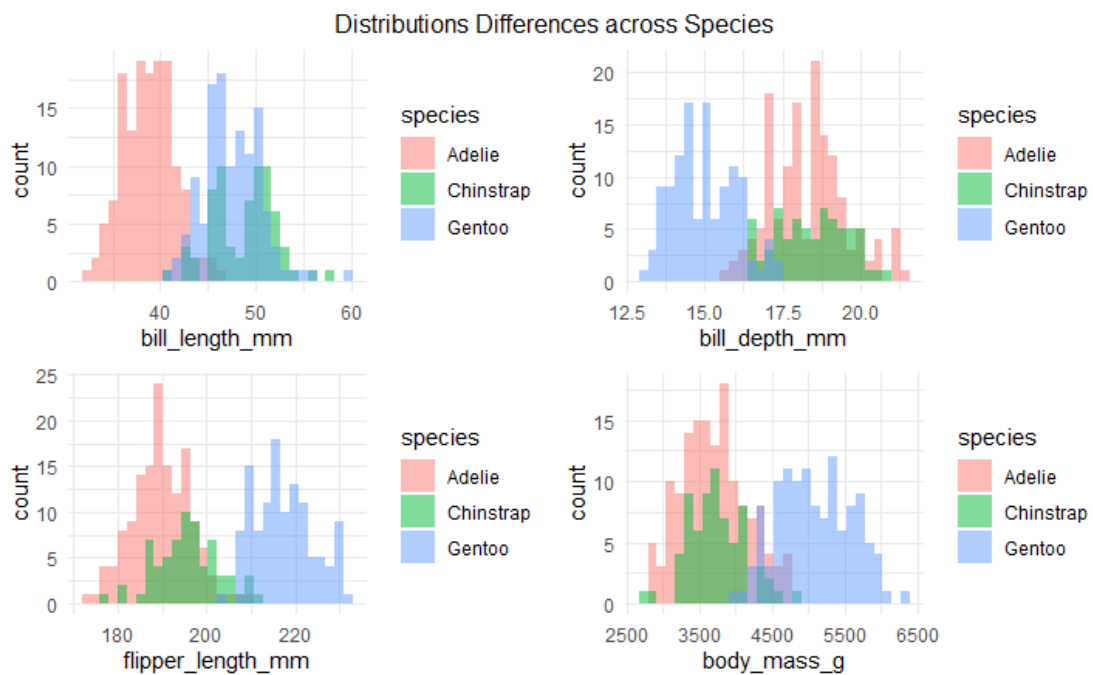 Distributions Differences across Species
count
15
10
5
0
40
50
60
bill_length_mm
species
Adelie
Chinstrap
Gentoo
count
20
15
10
5
0
12.5
15.0
17.5
20.0
bill_depth_mm
species
Adelie
Chinstrap
Gentoo
count
25
20
15
10
5
0
180
200
220
flipper_length_mm
species
Adelie
Chinstrap
Gentoo
count
15
10
5
0
2500
3500
4500
5500
6500
body_mass_g
species
Adelie
Chinstrap
Gentoo